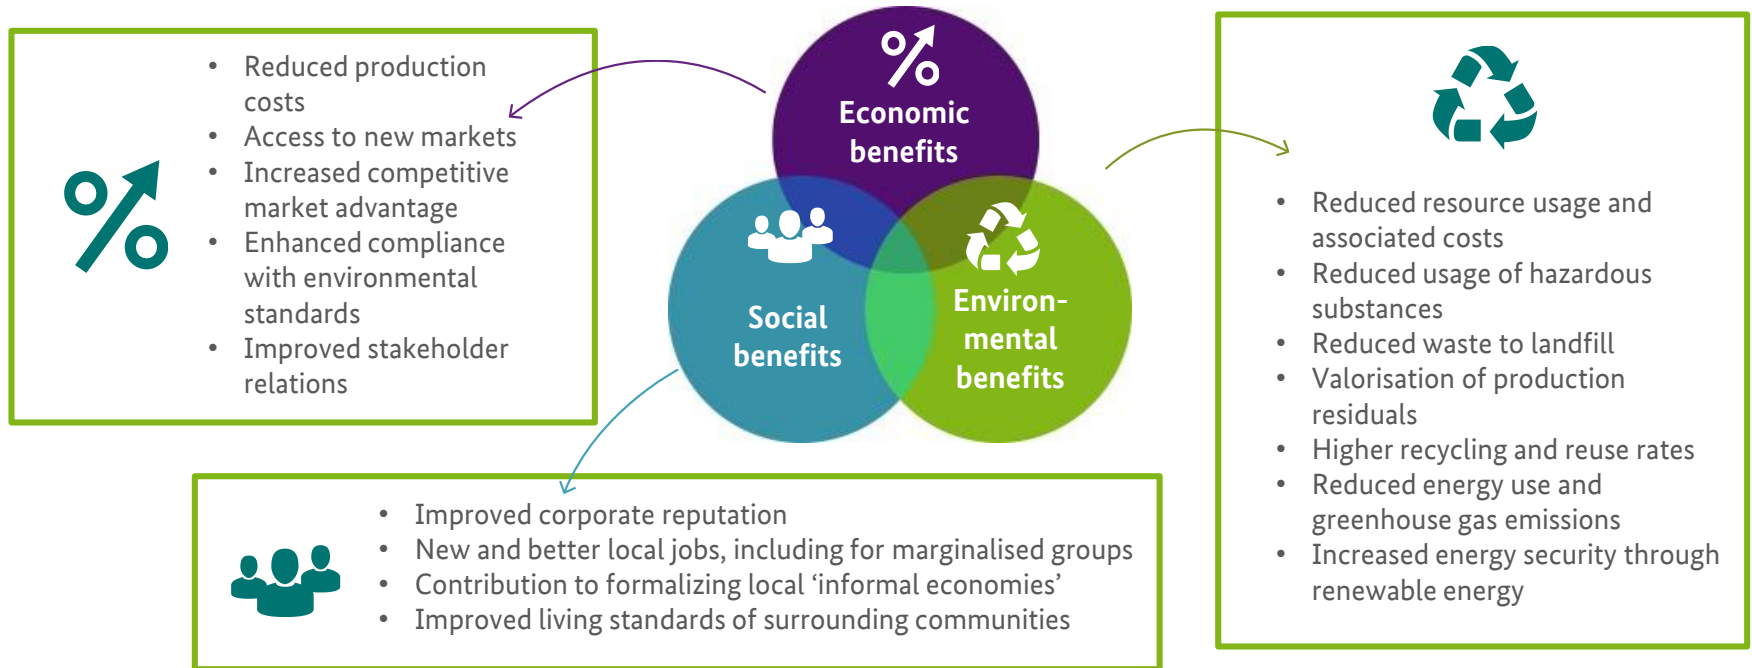 • Reduced production
costs
• Access to new markets
• Increased competitive
market advantage
• Enhanced compliance
with environmental
standards
• Improved stakeholder
relations
Economic
benefits
Social
benefits
Environ-
mental
benefits
• Reduced resource usage and
associated costs
• Reduced usage of hazardous
substances
• Reduced waste to landfill
• Valorisation of production
residuals
• Higher recycling and reuse rates
• Reduced energy use and
greenhouse gas emissions
• Increased energy security through
renewable energy
• Improved corporate reputation
• New and better local jobs, including for marginalised groups
• Contribution to formalizing local ‘informal economies’
• Improved living standards of surrounding communities